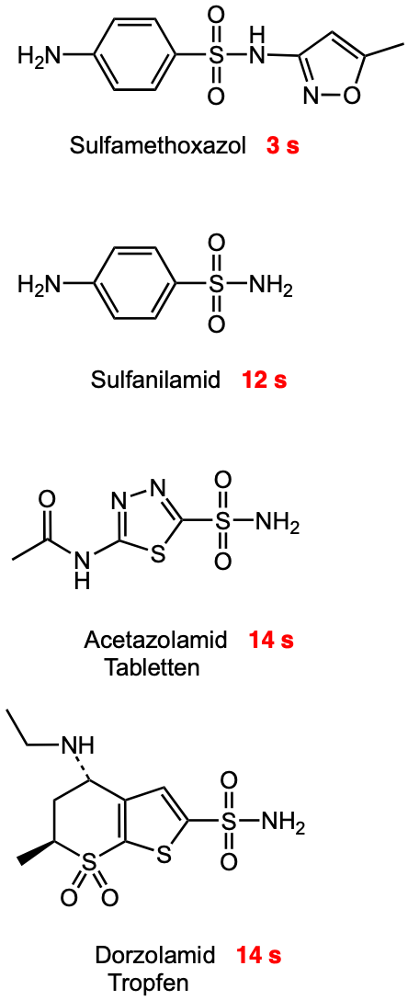 O
H
H₂N
S
N
O
N
O
Sulfamethoxazol 3 s
O
H₂N
S
NH₂
O
Sulfanilamid 12 s
O
N
N
O
S
NH₂
N
H
S
O
Acetazolamid 14 s
Tabletten
NH
O
S
NH₂
S
O
S
O
O
Dorzolamid 14 s
Tropfen